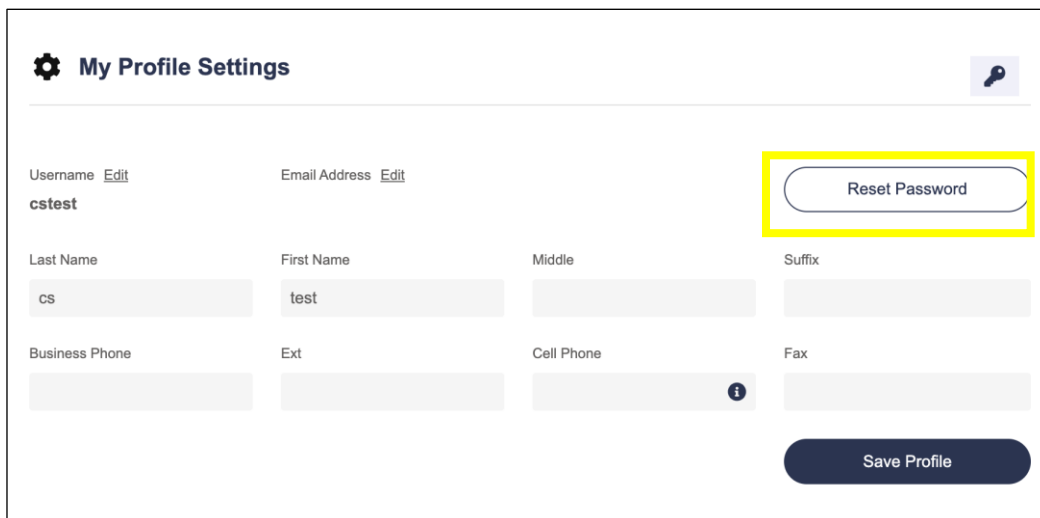 My Profile Settings
Username Edit
Email Address Edit
cstest
Reset Password
Last Name
First Name
Middle
Suffix
cs
test
Business Phone
Ext
Cell Phone
Fax
Save Profile